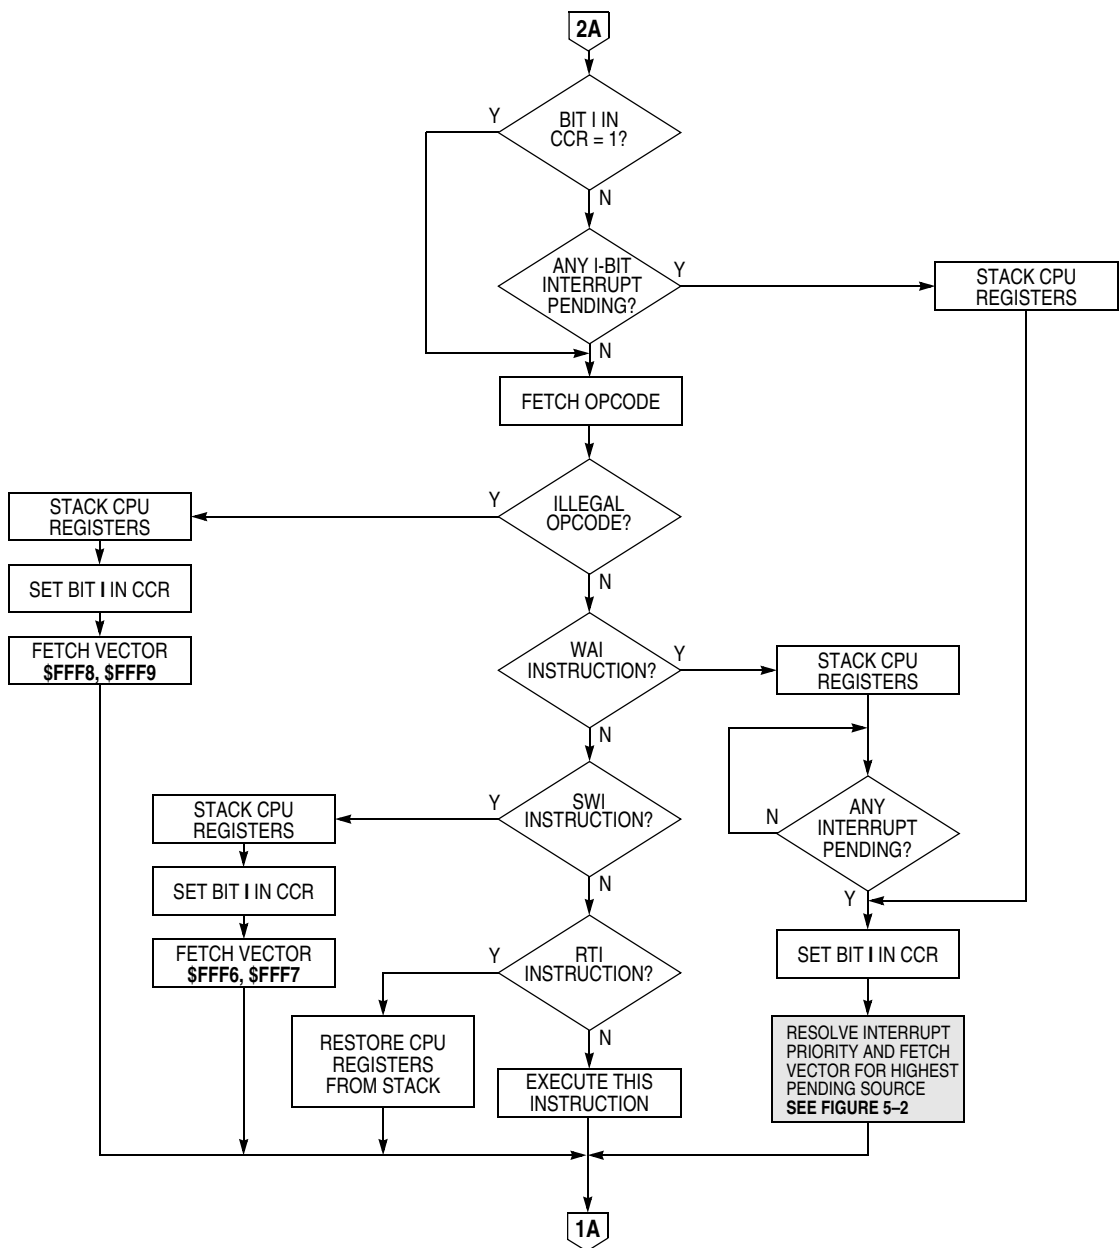 2A
Y
BIT I IN
CCR = 1?
N
ANY I-BIT
INTERRUPT
PENDING?
Y
STACK CPU
REGISTERS
N
FETCH OPCODE
Y
ILLEGAL
OPCODE?
STACK CPU
REGISTERS
N
SET BIT I IN CCR
FETCH VECTOR
$FFF8, $FFF9
WAI
INSTRUCTION?
Y
STACK CPU
REGISTERS
N
STACK CPU
REGISTERS
Y
SWI
INSTRUCTION?
N
ANY
INTERRUPT
PENDING?
SET BIT I IN CCR
N
Y
FETCH VECTOR
$FFF6, $FFF7
Y
RTI
INSTRUCTION?
SET BIT I IN CCR
N
RESTORE CPU
REGISTERS
FROM STACK
EXECUTE THIS
INSTRUCTION
RESOLVE INTERRUPT
PRIORITY AND FETCH
VECTOR FOR HIGHEST
PENDING SOURCE
SEE FIGURE 5–2
1A